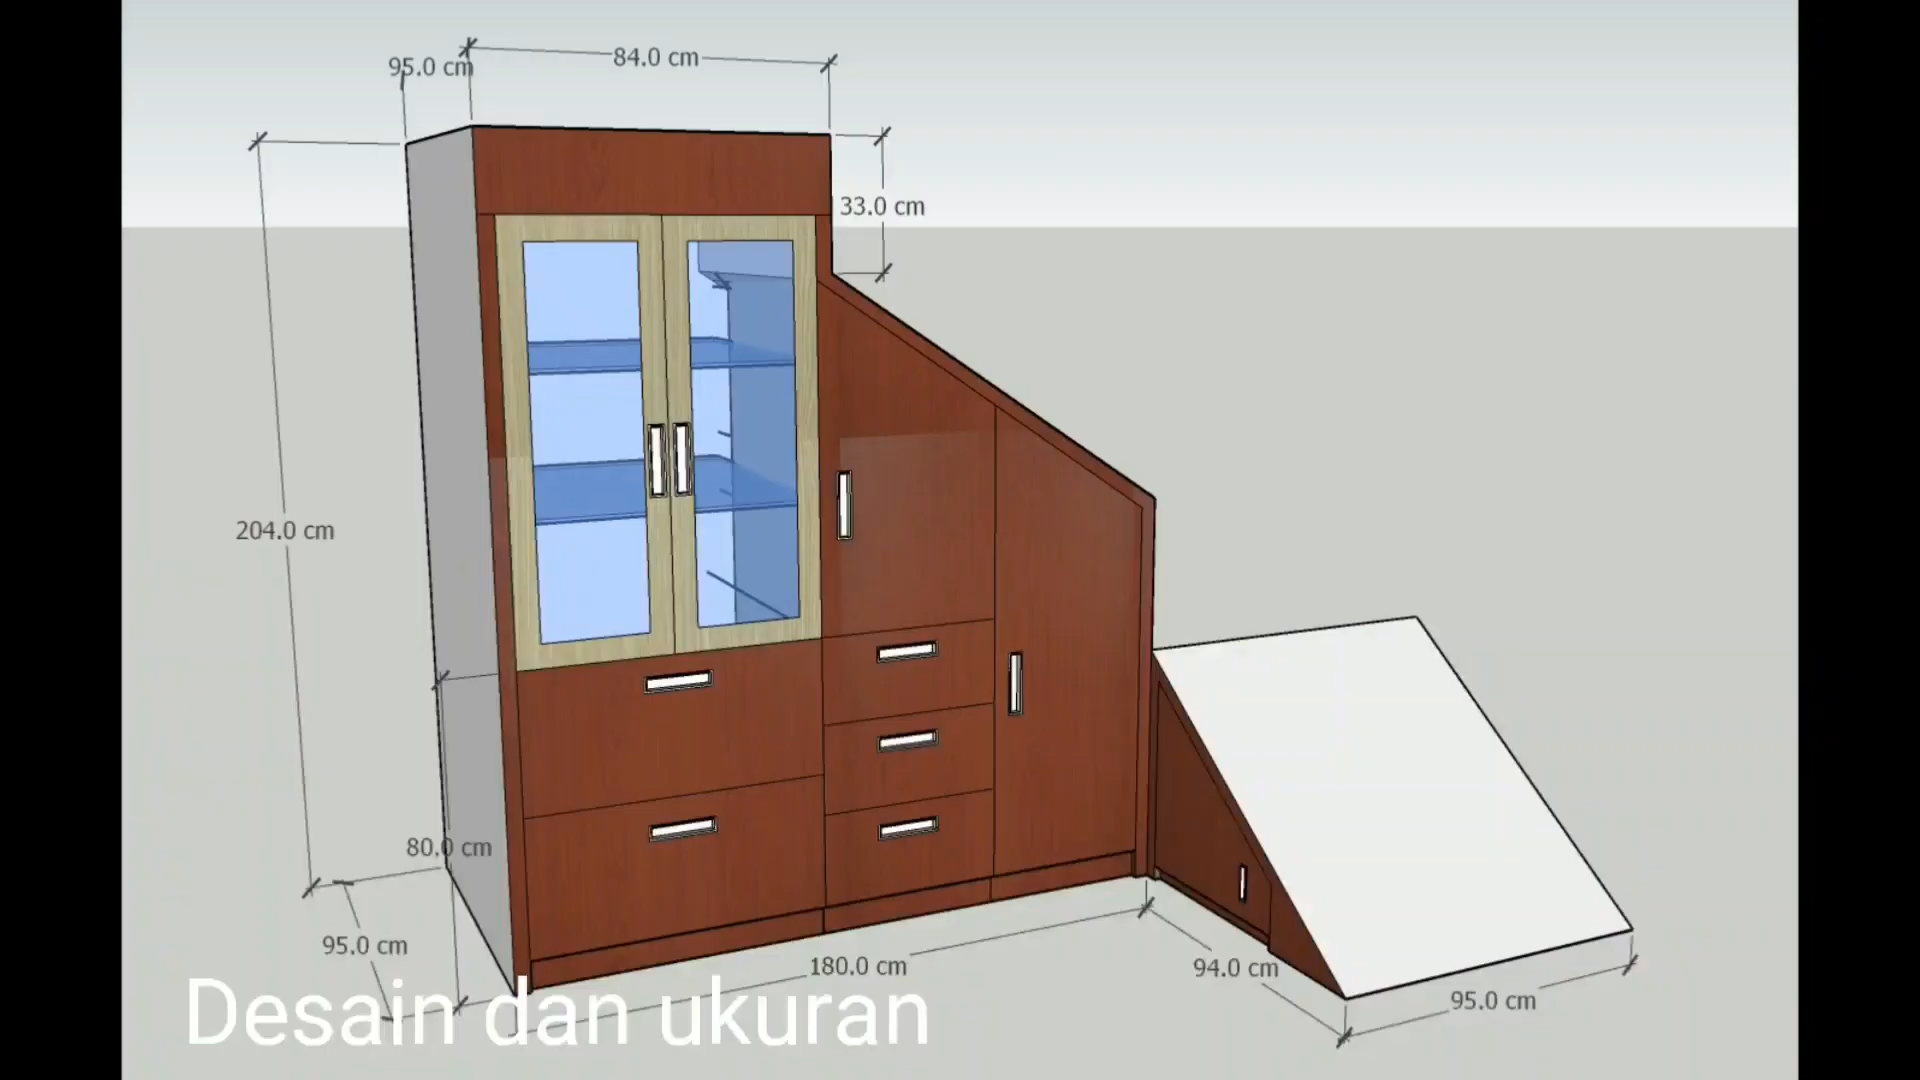 84.0 cm
95.0 cm
33.0 cm
204.0 cm
80.0 cm
95.0 cm
180.0 cm
94.0 cm
95.0 cm
Desain dan ukuran